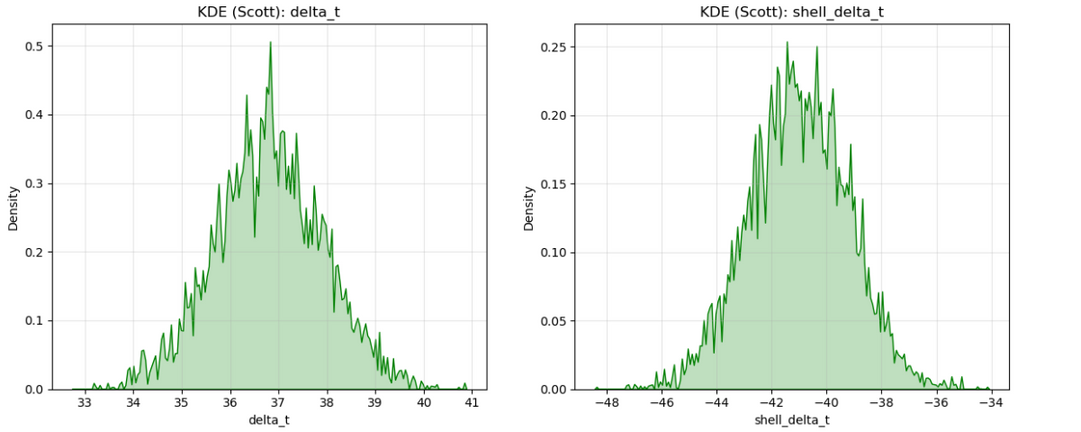 KDE (Scott): delta_t
Density
0.5
0.4
0.3
0.2
0.1
0.0
33 34 35 36 37 38 39 40 41
delta_t
KDE (Scott): shell_delta_t
Density
0.25
0.20
0.15
0.10
0.05
0.00
−48 −46 −44 −42 −40 −38 −36 −34
shell_delta_t